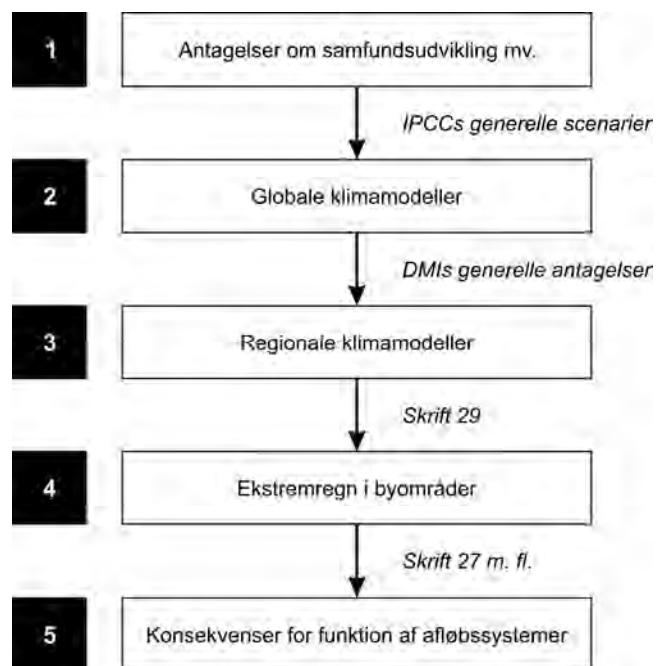 1
Antagelser om samfundsudvikling mv.
IPCCs generelle scenarier
2
Globale klimamodeller
DMIs generelle antagelser
3
Regionale klimamodeller
Skrift 29
4
Ekstremregn i byområder
Skrift 27 m. fl.
5
Konsekvenser for funktion af afløbssystemer